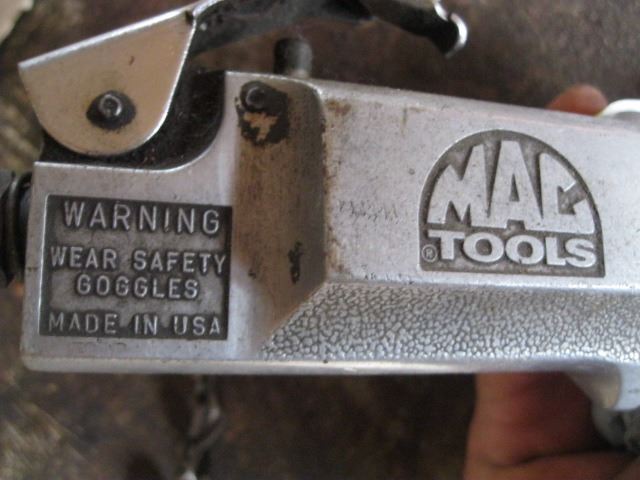 WARNING
WEAR SAFETY
GOGGLES
MADE IN USA
MAC
® TOOLS